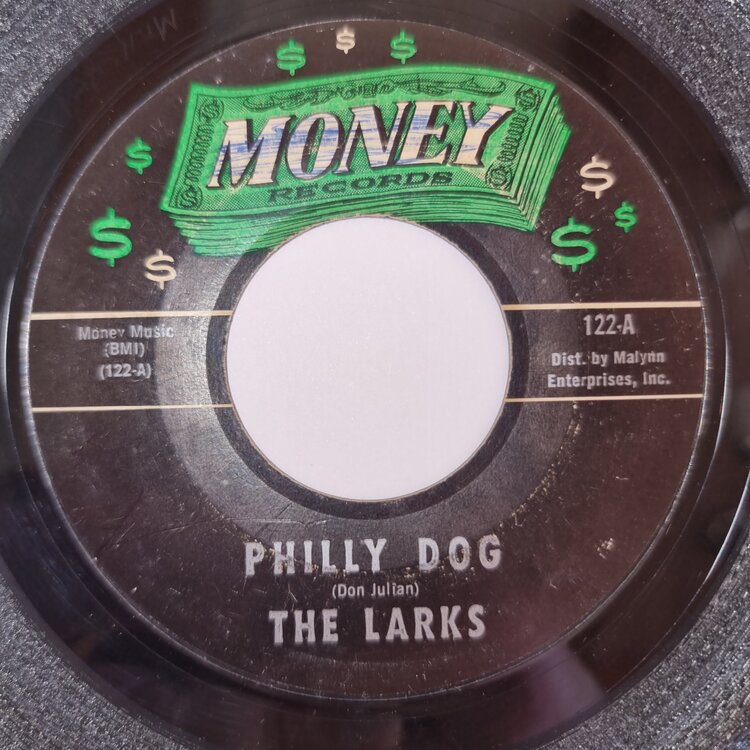 MONEY
RECORDS
Money Music
(BMI)
(122-A)
122-A
Dist. by Malynn
Enterprises, Inc.
PHILLY DOG
(Don Julian)
THE LARKS